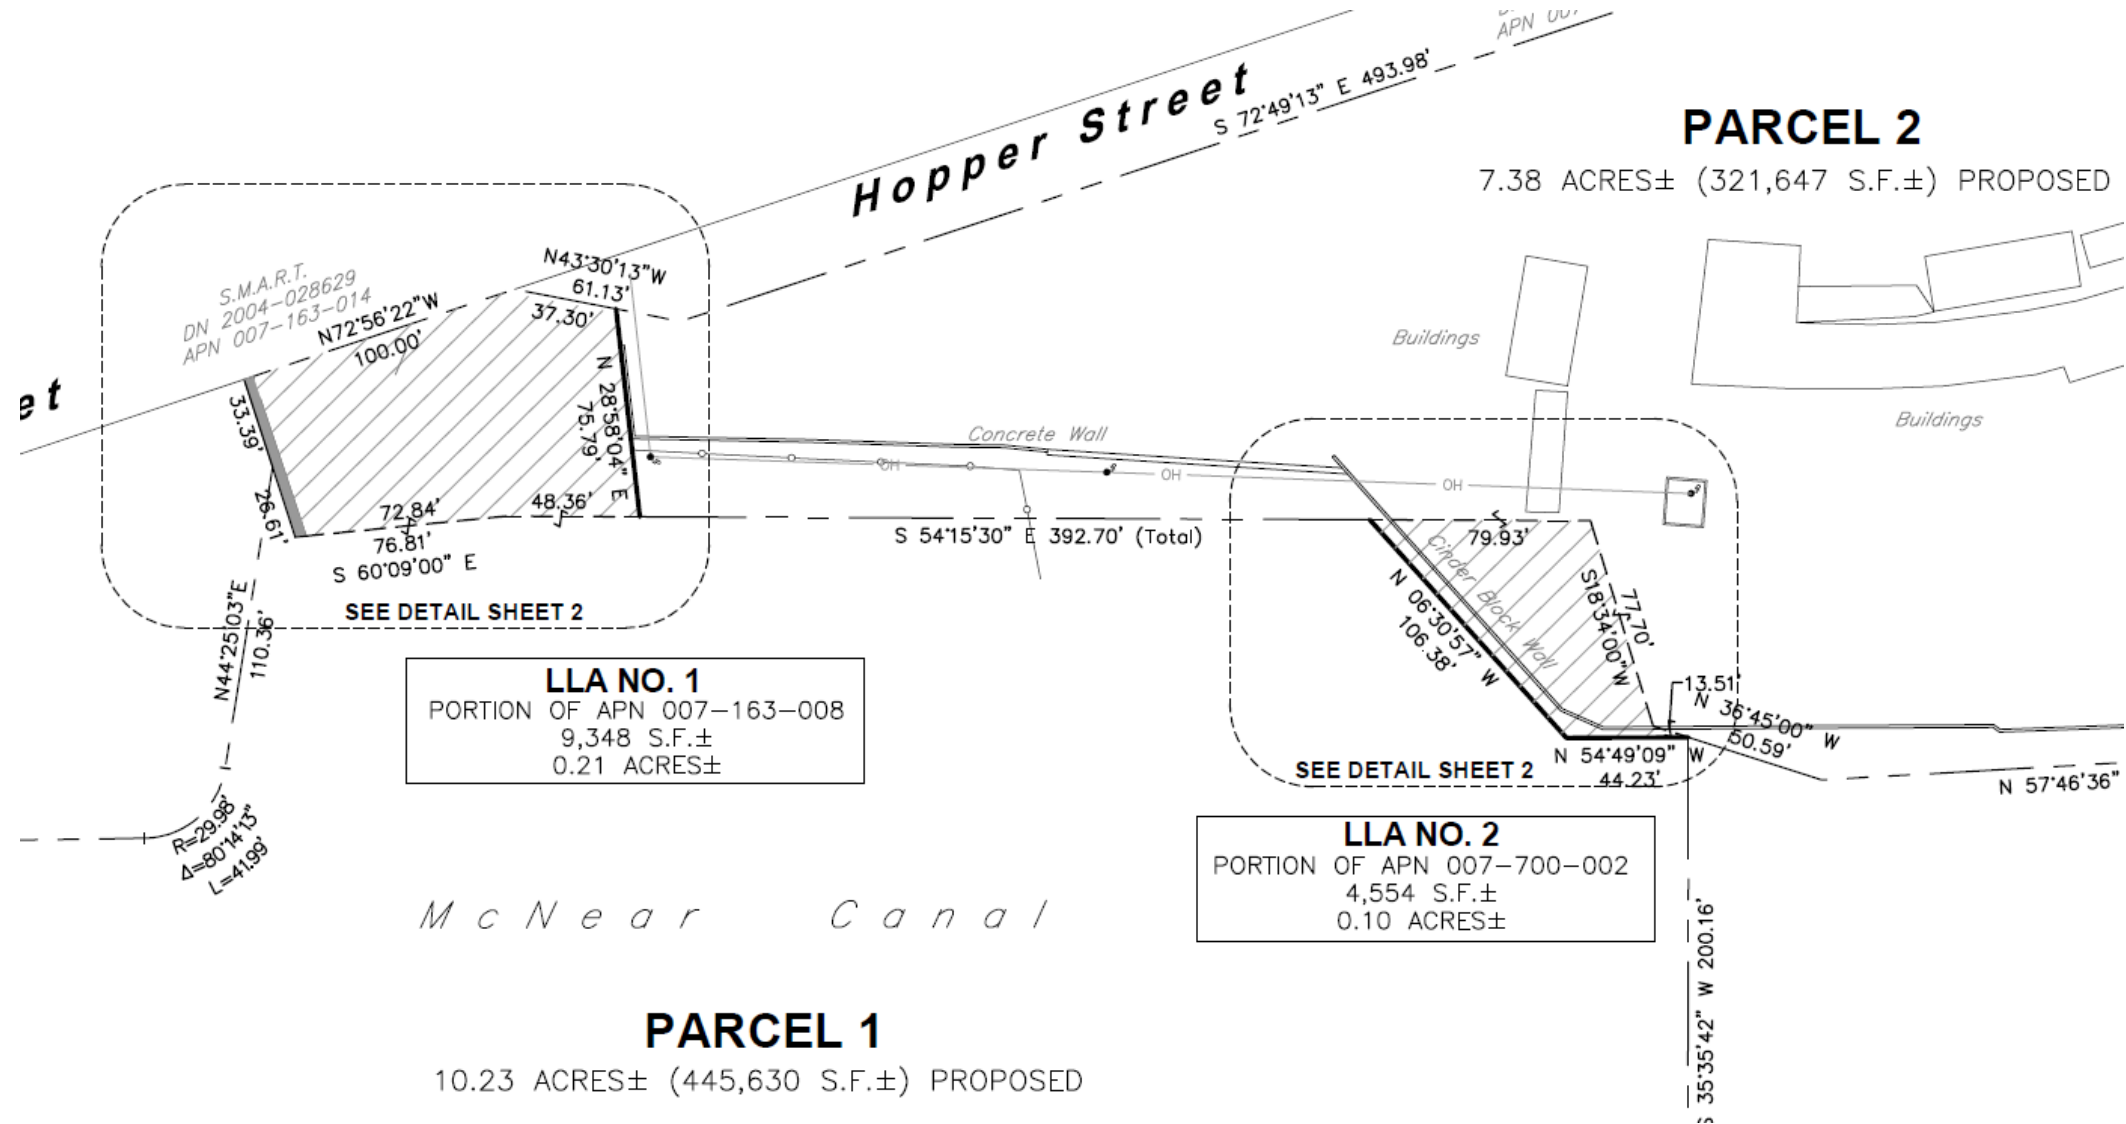 APN 007
Hopper Street
S 72°49'13" E 493.98'
PARCEL 2
7.38 ACRES± (321,647 S.F.±) PROPOSED
S.M.A.R.T.
DN 2004-028629
APN 007-163-014
N72°56'22"W
100.00'
N43°30'13"W
61.13'
37.30'
et
33.39'
26.61'
N 28°58'04" E
75.79'
72.84'
48.36'
76.81'
S 60°09'00" E
SEE DETAIL SHEET 2
N44°25'03"E
110.36'
R=29.98'
Δ=80°14'13"
L=41.99'
Concrete Wall
OH
OH
OH
S 54°15'30" E 392.70' (Total)
Buildings
Buildings
79.93'
Cinder Block Wall
N 06°30'57" W
106.38'
S18°34'00"W
77.70'
13.51'
N 36°45'00" W
50.59'
N 54°49'09" W
44.23'
SEE DETAIL SHEET 2
N 57°46'36"
LLA NO. 1
PORTION OF APN 007-163-008
9,348 S.F.±
0.21 ACRES±
LLA NO. 2
PORTION OF APN 007-700-002
4,554 S.F.±
0.10 ACRES±
S 35°35'42" W 200.16'
McNear Canal
PARCEL 1
10.23 ACRES± (445,630 S.F.±) PROPOSED